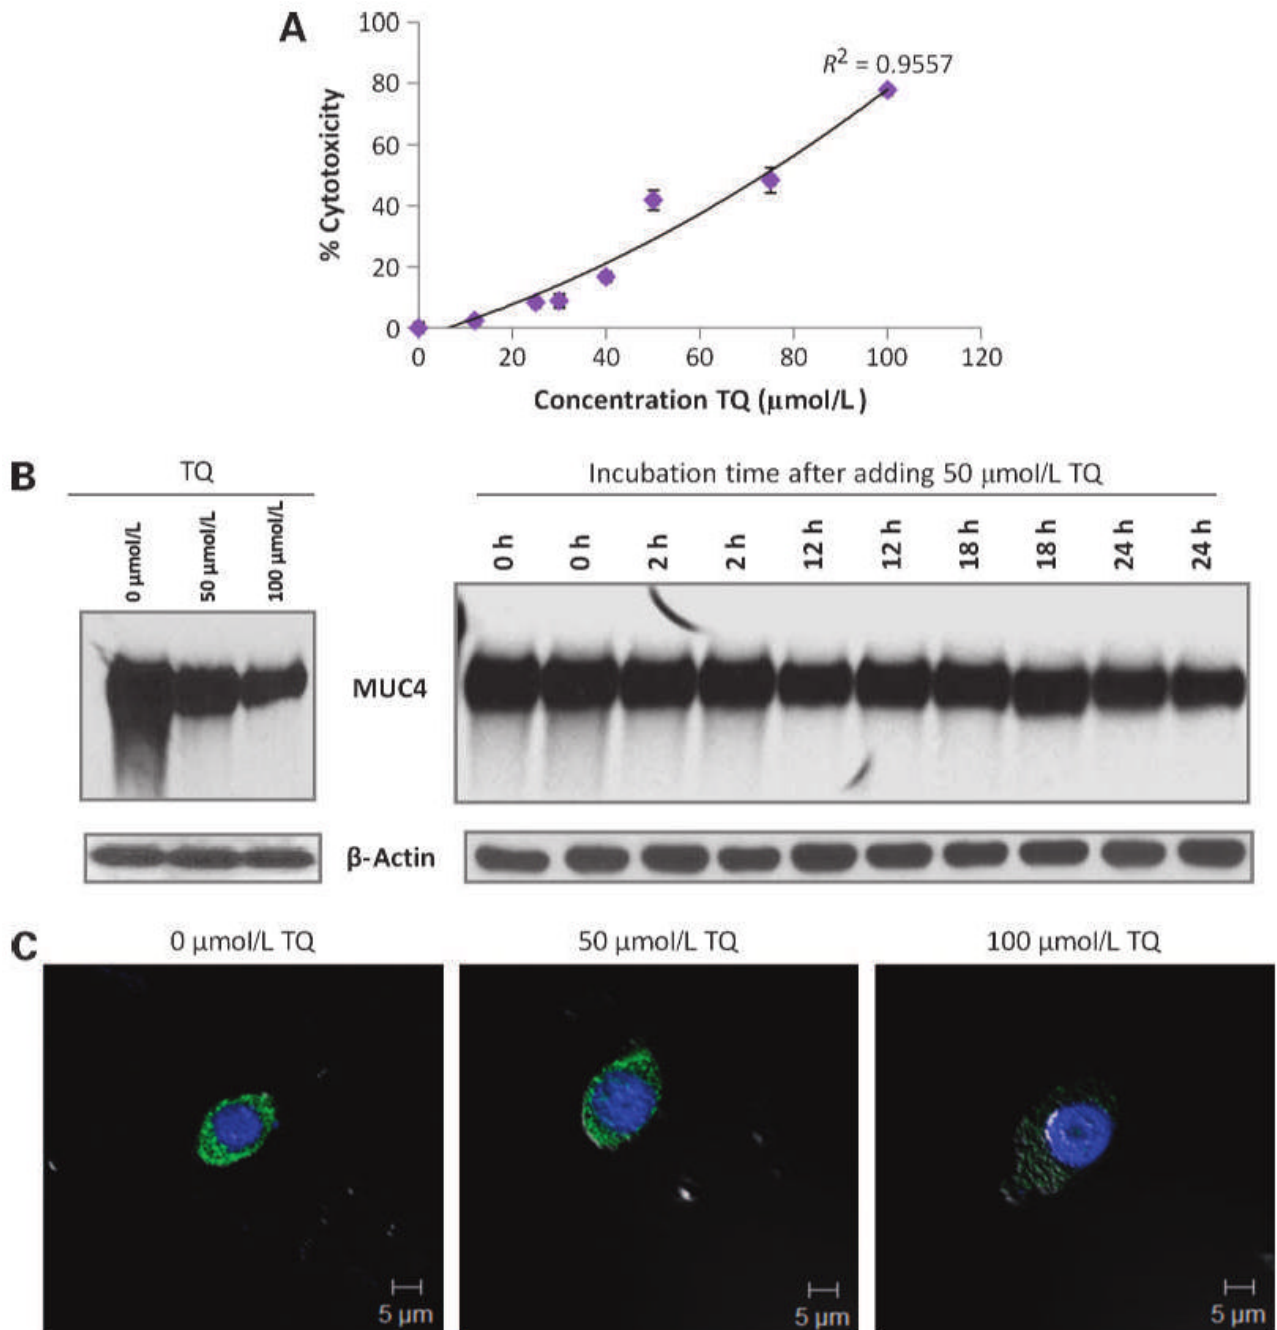 A
100
80
60
40
20
0
% Cytotoxicity
R² = 0.9557
0 20 40 60 80 100 120
Concentration TQ (μmol/L)
B
TQ
0 μmol/L
50 μmol/L
100 μmol/L
Incubation time after adding 50 μmol/L TQ
0 h
0 h
2 h
2 h
12 h
12 h
18 h
18 h
24 h
24 h
MUC4
β-Actin
C
0 μmol/L TQ
50 μmol/L TQ
100 μmol/L TQ
5 μm
5 μm
5 μm